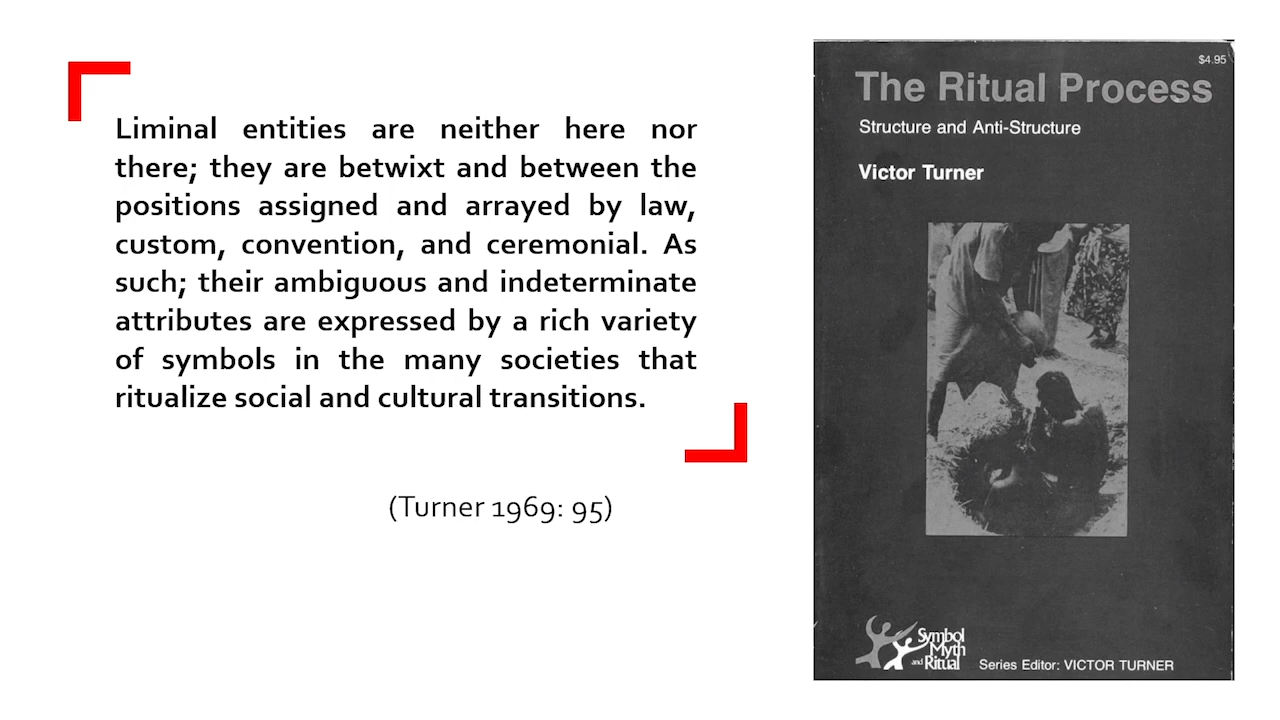 Liminal entities are neither here nor
there; they are betwixt and between the
positions assigned and arrayed by law,
custom, convention, and ceremonial. As
such; their ambiguous and indeterminate
attributes are expressed by a rich variety
of symbols in the many societies that
ritualize social and cultural transitions.
(Turner 1969: 95)
$4.95
The Ritual Process
Structure and Anti-Structure
Victor Turner
Symbol
Myth
and Ritual
Series Editor: VICTOR TURNER